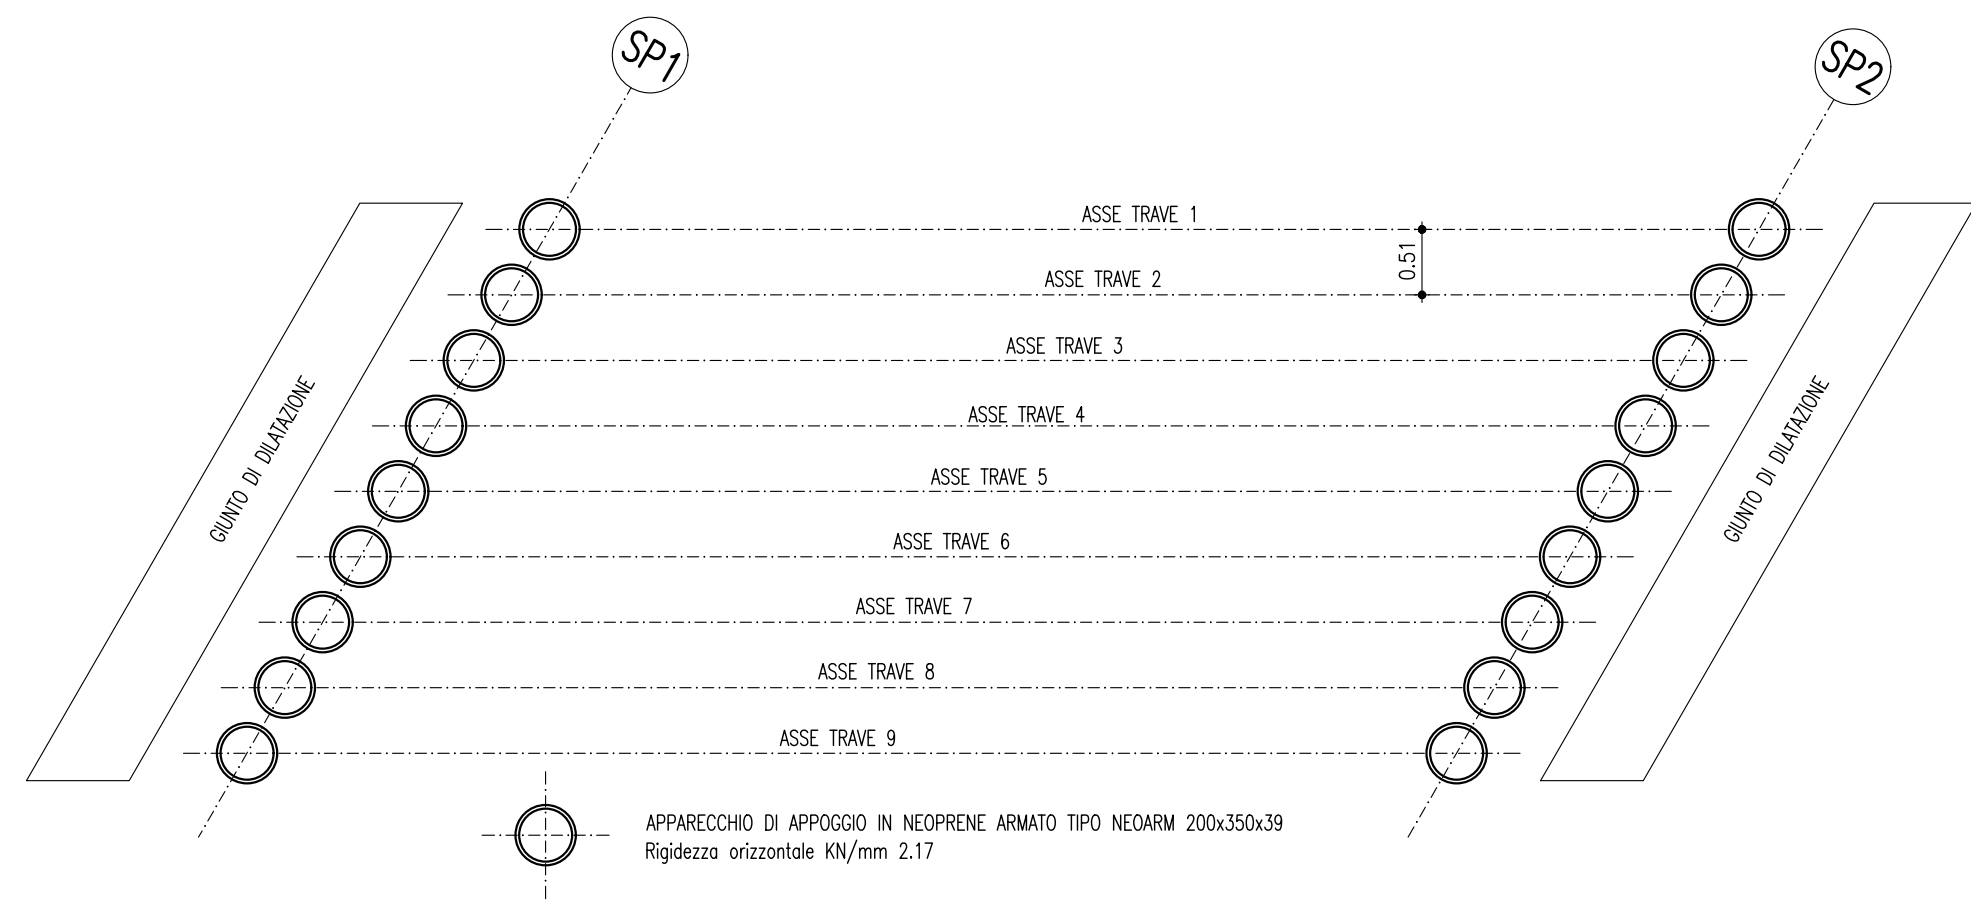 SP1
SP2
ASSE TRAVE 1
0.51
ASSE TRAVE 2
ASSE TRAVE 3
ASSE TRAVE 4
GIUNTO DI DILATAZIONE
GIUNTO DI DILATAZIONE
ASSE TRAVE 5
ASSE TRAVE 6
ASSE TRAVE 7
ASSE TRAVE 8
ASSE TRAVE 9
APPARECCHIO DI APPOGGIO IN NEOPRENE ARMATO TIPO NEOARM 200x350x39
Rigidezza orizzontale KN/mm 2.17